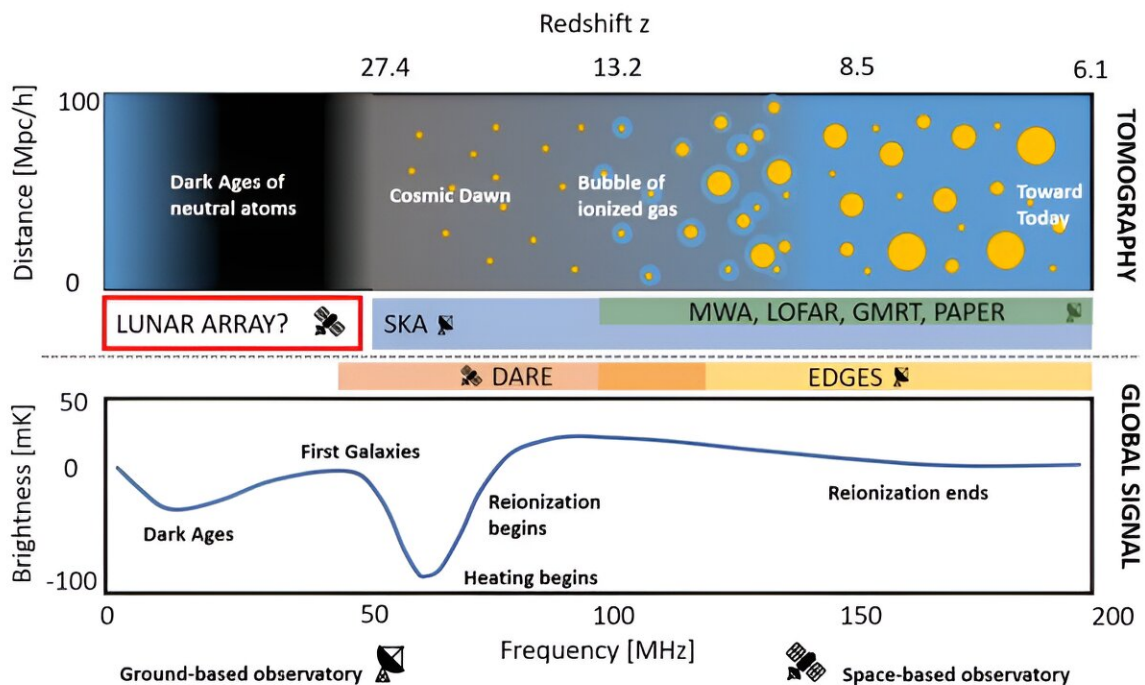 Redshift z
27.4 13.2 8.5 6.1
100
Distance [Mpc/h]
0
Dark Ages of
neutral atoms
Cosmic Dawn
Bubble of
ionized gas
Toward
Today
TOMOGRAPHY
LUNAR ARRAY?
SKA
MWA, LOFAR, GMRT, PAPER
DARE
EDGES
50
0
-100
Brightness [mK]
First Galaxies
Dark Ages
Reionization
begins
Heating begins
Reionization ends
GLOBAL SIGNAL
0 50 100 150 200
Frequency [MHz]
Ground-based observatory
Space-based observatory